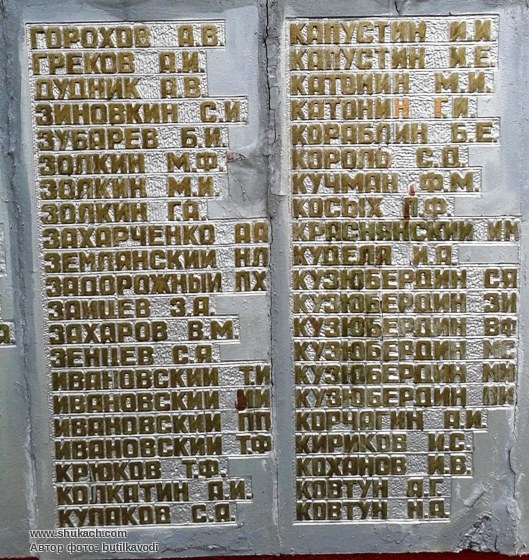 ГОРОХОВ А.В.
ГРЕКОВ А.И.
ДУДНИК А.В.
ЗИНОВКИН С.И.
ЗУБАРЕВ Б.И.
ЗОЛКИН М.Ф.
ЗОЛКИН М.И.
ЗОЛКИН Г.А.
ЗАХАРЧЕНКО А А
ЗЕМЛЯНСКИЙ Н Л
ЗАДОРОЖНЫЙ П Х
ЗАЙЦЕВ З.А.
ЗАХАРОВ В.М.
ЗЕНЦЕВ С.Я.
ИВАНОВСКИЙ Т И
ИВАНОВСКИЙ
ИВАНОВСКИЙ П П
ИВАНОВСКИЙ Т.Ф.
КРЮКОВ Т.Ф.
КОЛКАТИН А.И.
КУЛАКОВ С.Я.
КАПУСТИН И.И
КАПУСТИН И.Е.
КАТОНИН М.И.
КАТОНИН Г.И.
КОРАБЛИН Б.Е.
КОРОЛЬ С.Д.
КУЧМАН Ф.М.
КОСЫХ Д.Ф.
КРАСНЯНСКИЙ И М
КУДЕЛЯ И.А.
КУЗЮБЕРДИН С Я
КУЗЮБЕРДИН З И
КУЗЮБЕРДИН В Ф
КУЗЮБЕРДИН М Е
КУЗЮБЕРДИН М И
КУЗЮБЕРДИН
КОРЧАГИН А.И
КИРИКОВ И.С.
КОХАНОВ И.В.
КОВТУН Я.Г.
КОВТУН Н.А.
www.shukach.com
Автор фото: butilkavodi